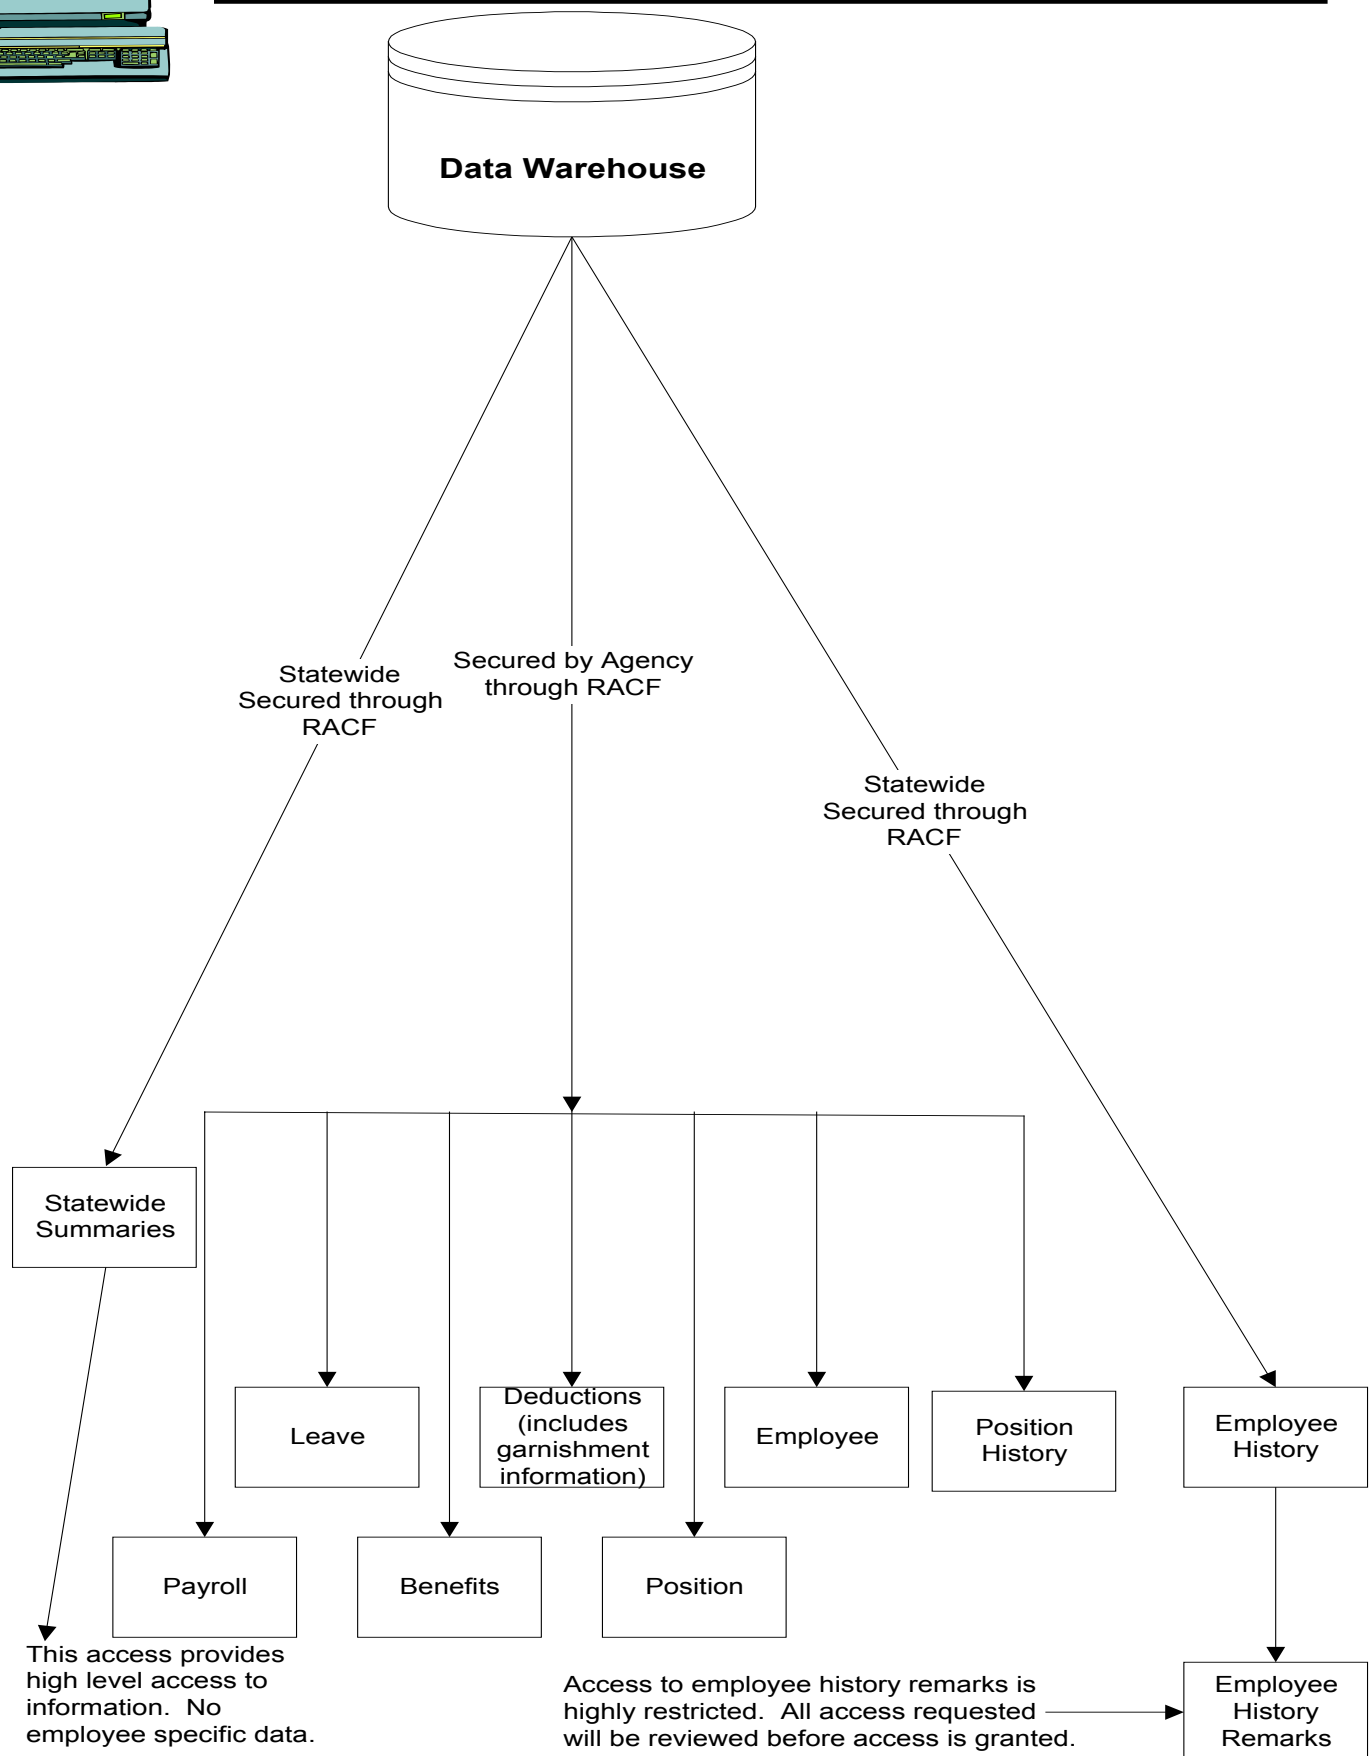 Data Warehouse
Statewide
Secured through
RACF
Secured by Agency
through RACF
Statewide
Secured through
RACF
Statewide
Summaries
Leave
Deductions
(includes
garnishment
information)
Employee
Position
History
Employee
History
Payroll
Benefits
Position
This access provides
high level access to
information.  No
employee specific data.
Access to employee history remarks is
highly restricted.  All access requested
will be reviewed before access is granted.
Employee
History
Remarks